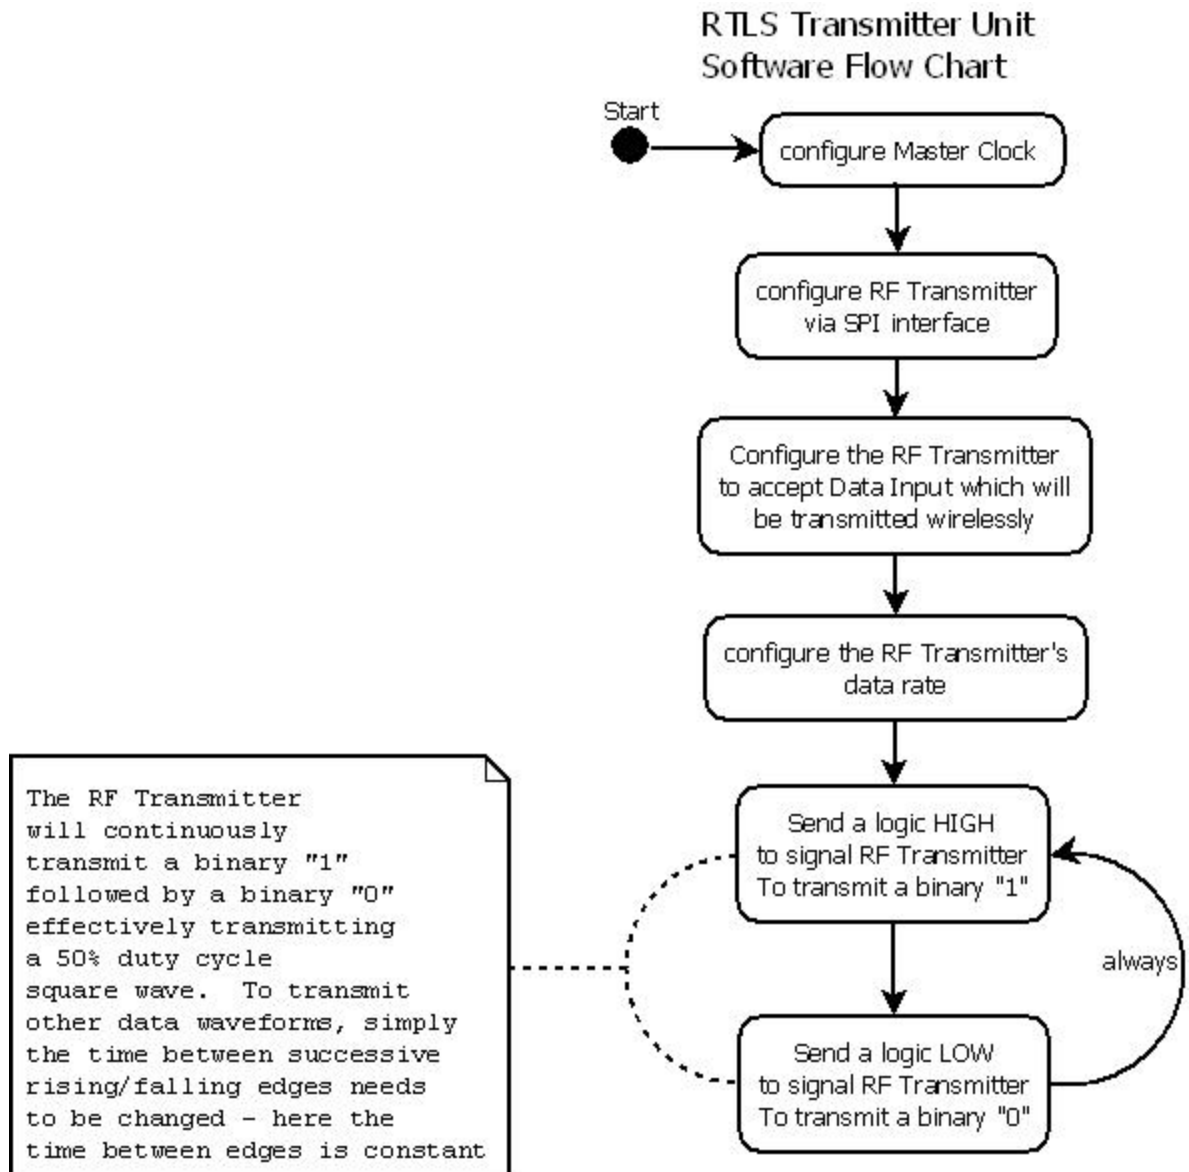 RTLS Transmitter Unit
Software Flow Chart
Start
configure Master Clock
configure RF Transmitter
via SPI interface
Configure the RF Transmitter
to accept Data Input which will
be transmitted wirelessly
configure the RF Transmitter's
data rate
Send a logic HIGH
to signal RF Transmitter
To transmit a binary "1"
always
Send a logic LOW
to signal RF Transmitter
To transmit a binary "0"
The RF Transmitter
will continuously
transmit a binary "1"
followed by a binary "0"
effectively transmitting
a 50% duty cycle
square wave.  To transmit
other data waveforms, simply
the time between successive
rising/falling edges needs
to be changed - here the
time between edges is constant